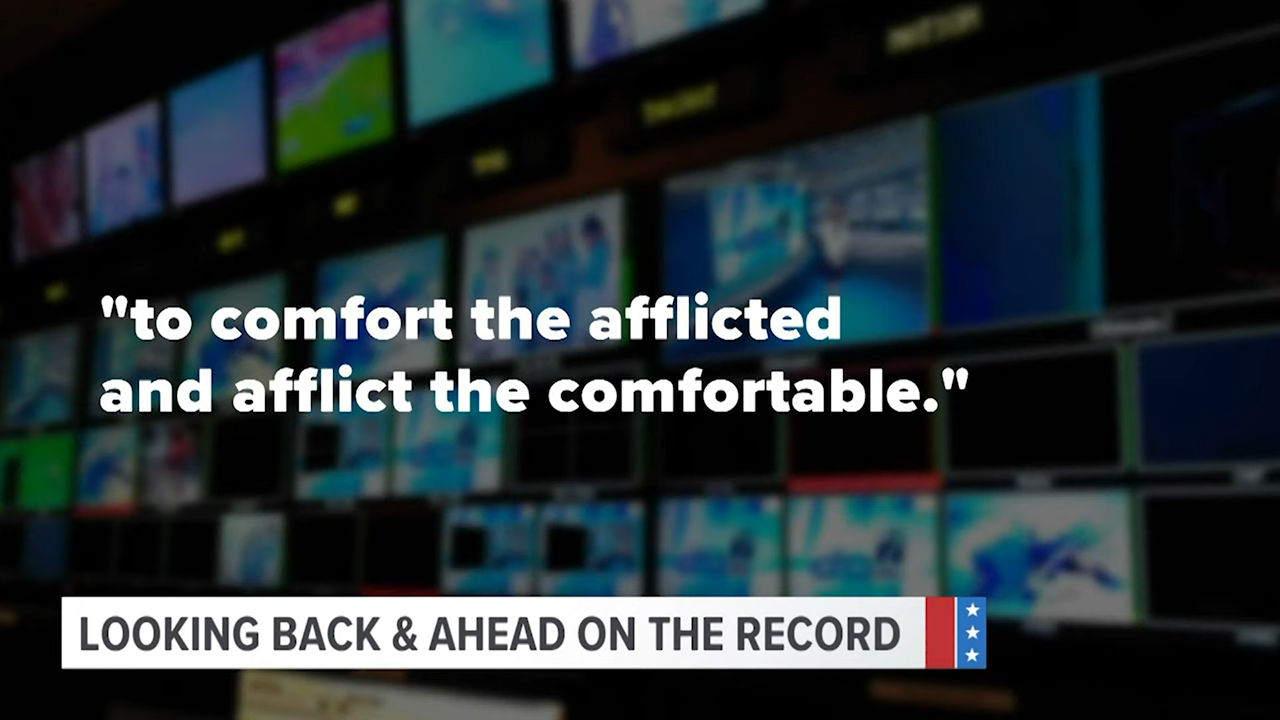 "to comfort the afflicted
and afflict the comfortable."
LOOKING BACK & AHEAD ON THE RECORD